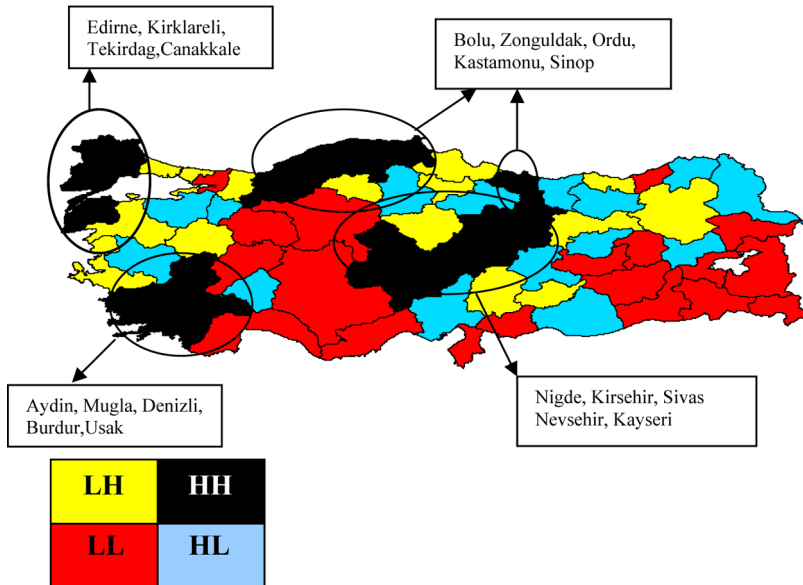 Edirne, Kirklareli,
Tekirdag,Canakkale
Bolu, Zonguldak, Ordu,
Kastamonu, Sinop
Aydin, Mugla, Denizli,
Burdur,Usak
Nigde, Kirsehir, Sivas
Nevsehir, Kayseri
LH HH
LL HL